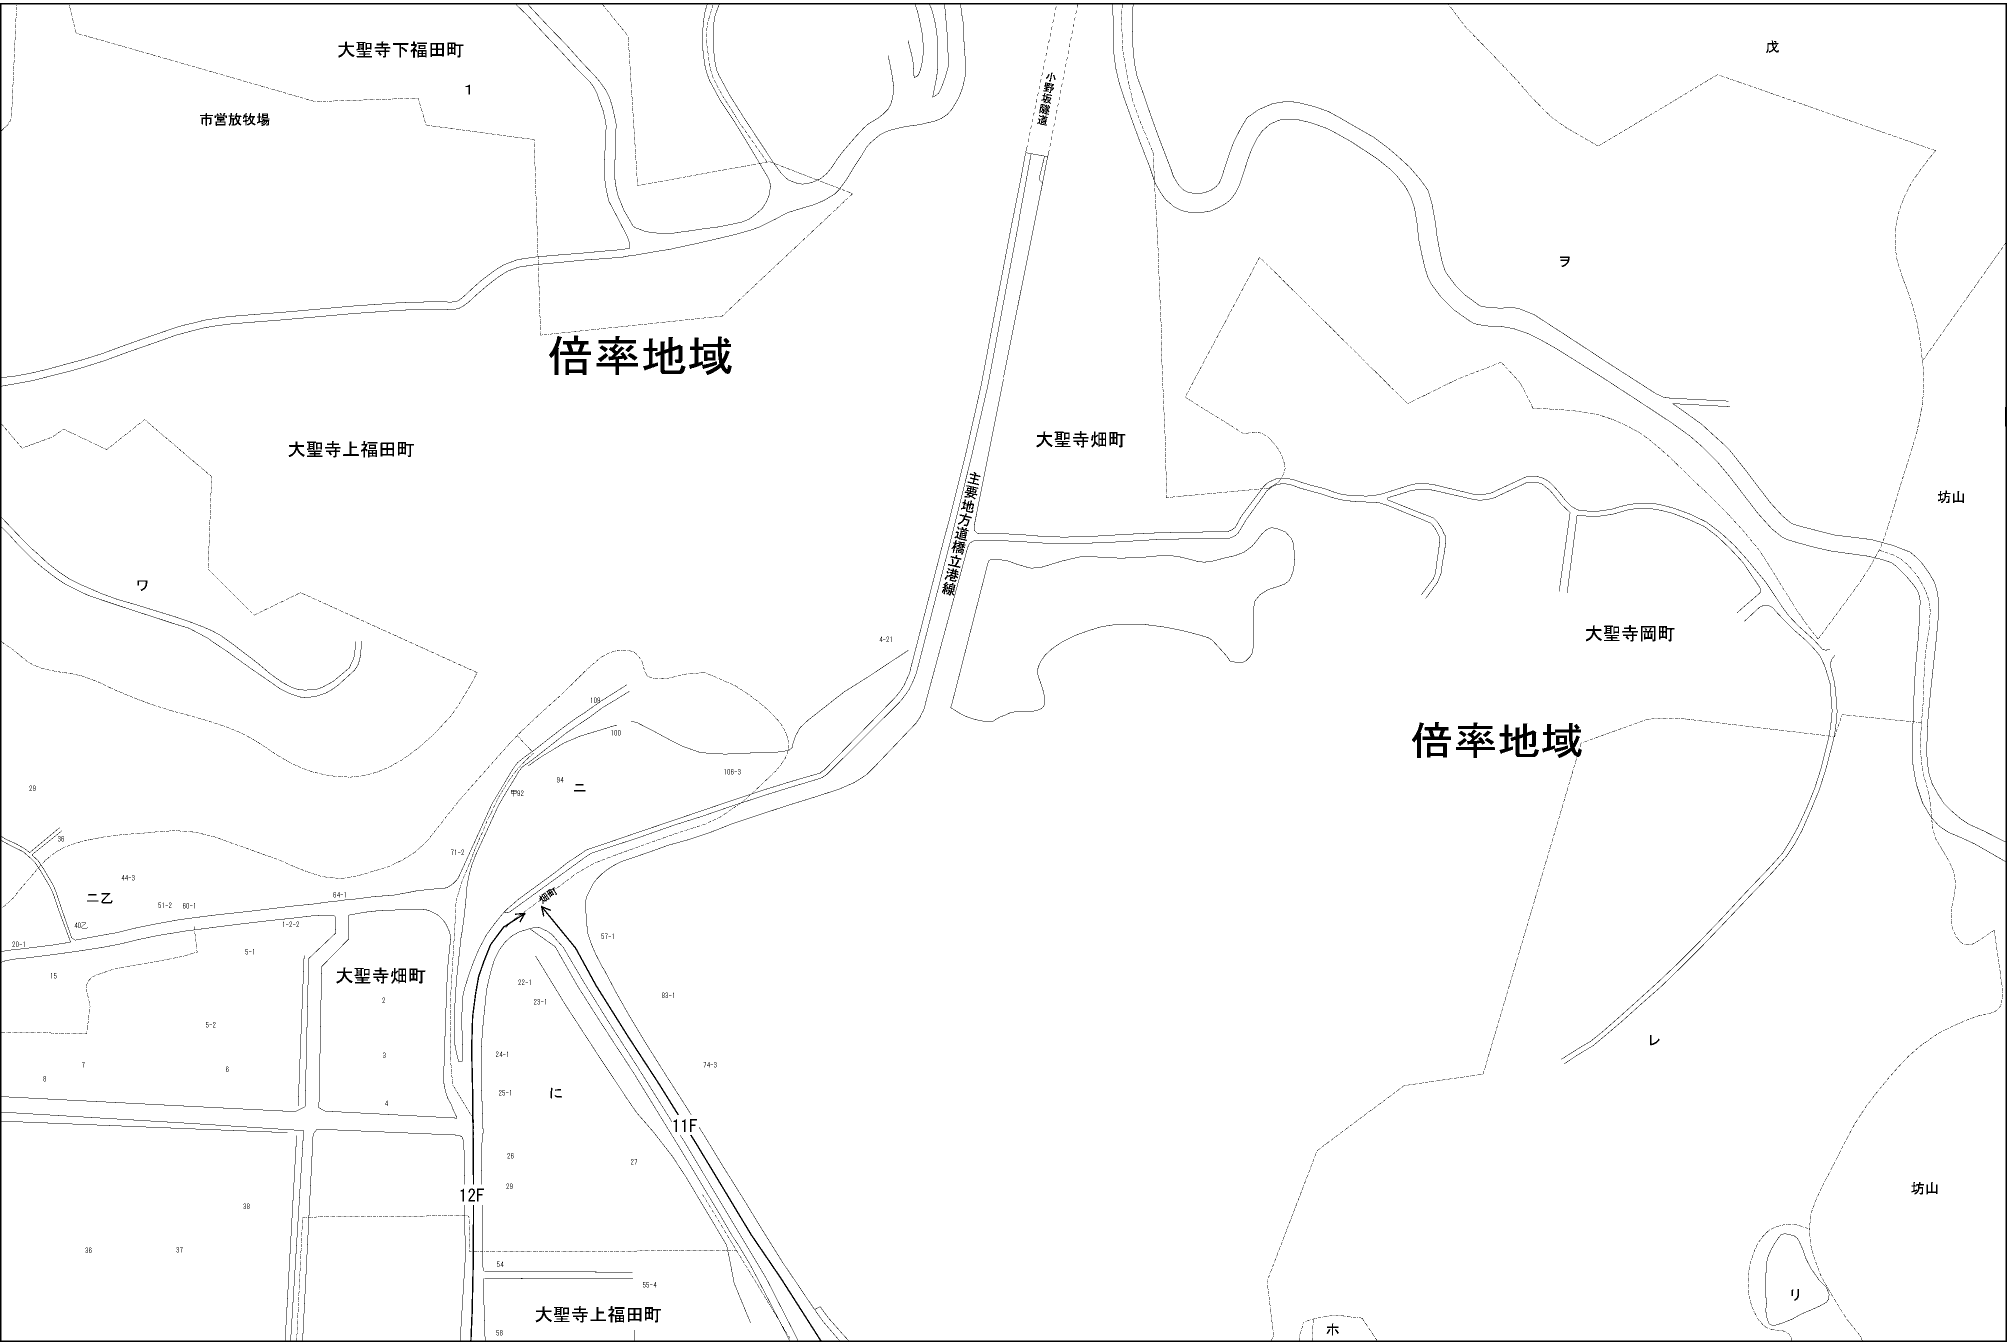 大聖寺下福田町
1
市営放牧場
戊
小野坂隧道
ヲ
倍率地域
大聖寺上福田町
大聖寺畑町
主要地方道橋立港線
坊山
ワ
大聖寺岡町
4-21
倍率地域
109
100
106-3
94
ニ
甲92
29
36
71-2
44-3
ニ乙
51-2
60-1
64-1
畑町
40乙
1-2-2
20-1
5-1
57-1
15
大聖寺畑町
22-1
23-1
83-1
2
5-2
レ
3
24-1
7
6
74-3
8
25-1
に
4
11F
26
27
29
12F
坊山
38
36
37
54
55-4
大聖寺上福田町
58
リ
ホ